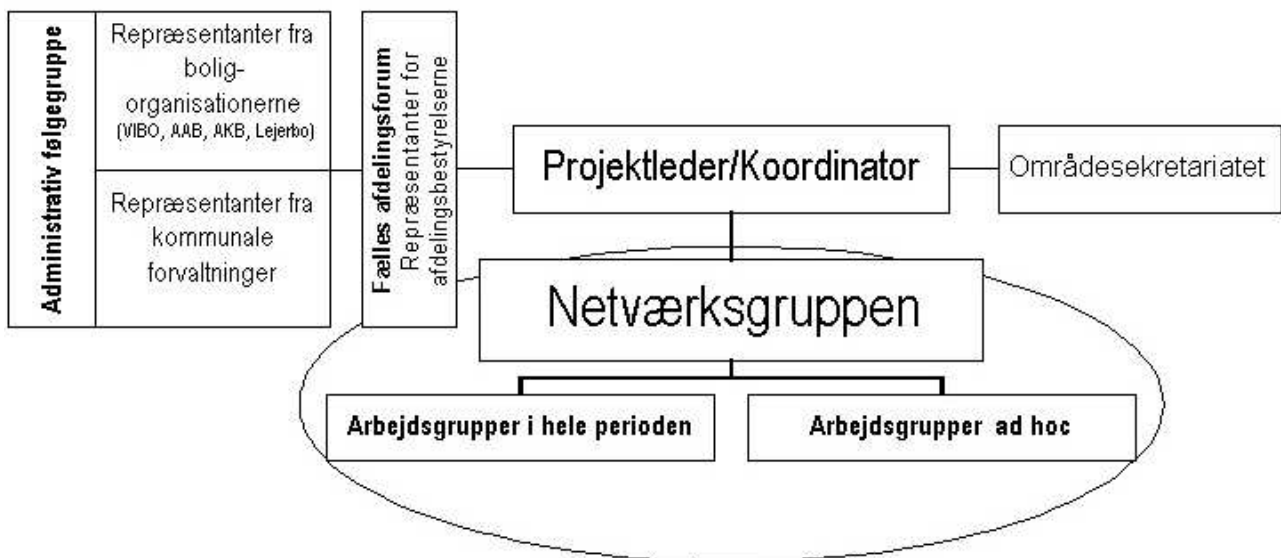 Administrativ følgegruppe
Repræsentanter fra
bolig-
organisationerne
(VIBO, AAB, AKB, Lejerbo)
Repræsentanter fra
kommunale
forvaltninger
Fælles afdelingsforum
Repræsentanter for
afdelingsbestyrelserne
Projektleder/Koordinator
Områdesekretariatet
Netværksgruppen
Arbejdsgrupper i hele perioden
Arbejdsgrupper ad hoc